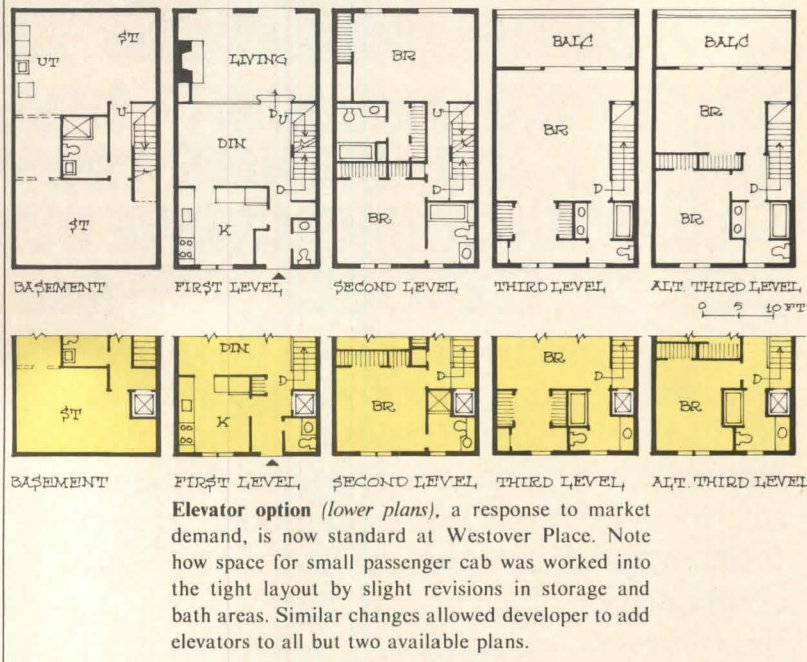 UT
ST
U
ST
BASEMENT
LIVING
D
U
DIN
D
K
FIRST LEVEL
BR
U
D
BR
SECOND LEVEL
BALC
BR
D
THIRD LEVEL
BALC
BR
D
BR
ALT. THIRD LEVEL
0 5 10 FT
ST
BASEMENT
DIN
D
K
FIRST LEVEL
BR
D
SECOND LEVEL
BR
D
THIRD LEVEL
D
BR
ALT. THIRD LEVEL
Elevator option (lower plans), a response to market
demand, is now standard at Westover Place. Note
how space for small passenger cab was worked into
the tight layout by slight revisions in storage and
bath areas. Similar changes allowed developer to add
elevators to all but two available plans.